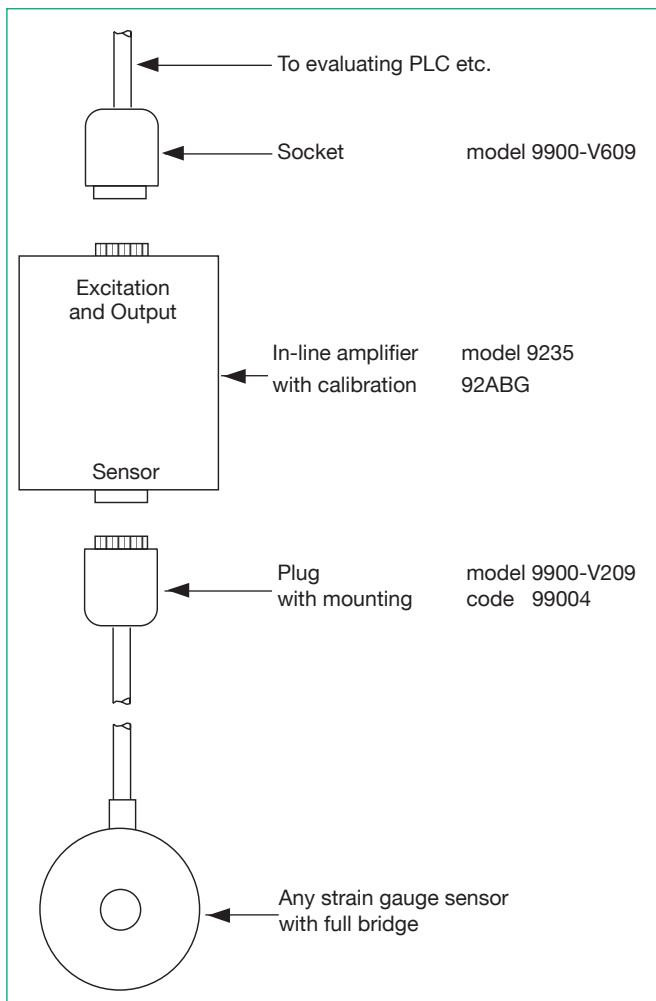 To evaluating PLC etc.
Socket model 9900-V609
Excitation
and Output
In-line amplifier model 9235
with calibration 92ABG
Sensor
Plug model 9900-V209
with mounting code 99004
Any strain gauge sensor
with full bridge